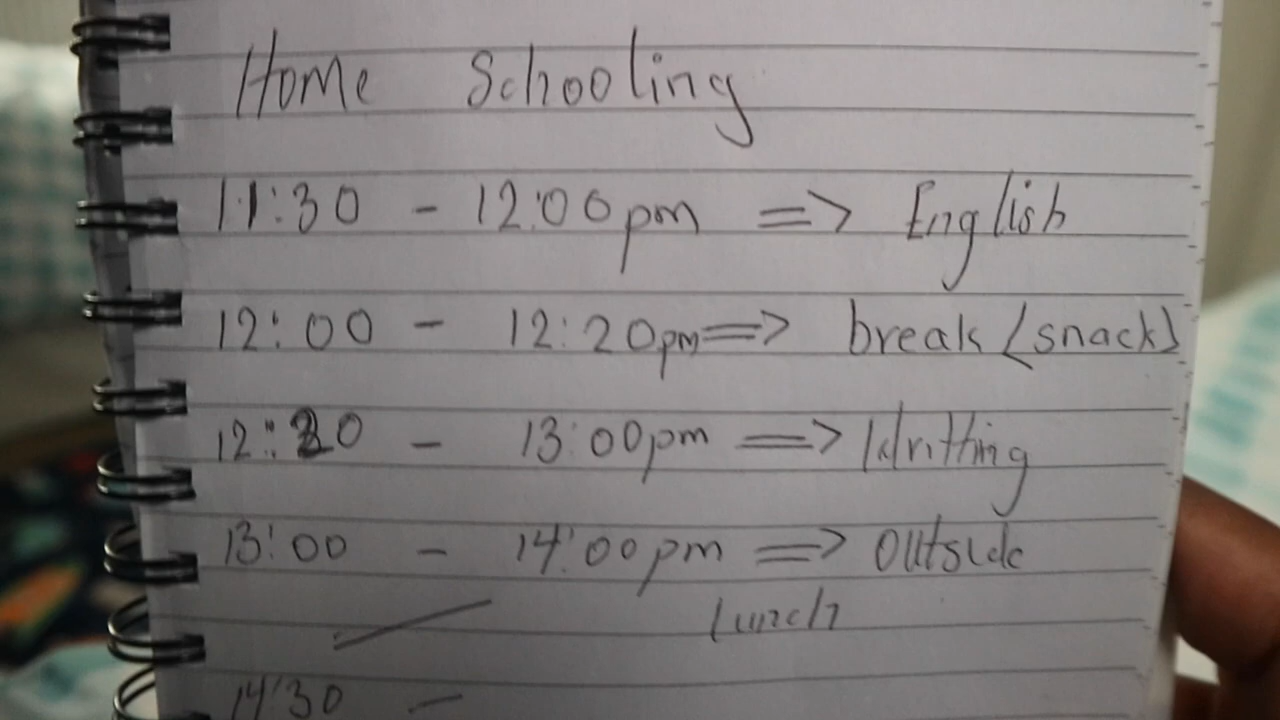 Home Schooling
11:30 - 12:00pm => English
12:00 - 12:20pm => break (snack)
12:20 - 13:00pm => Writting
13:00 - 14:00pm => Outside
lunch
14:30 -